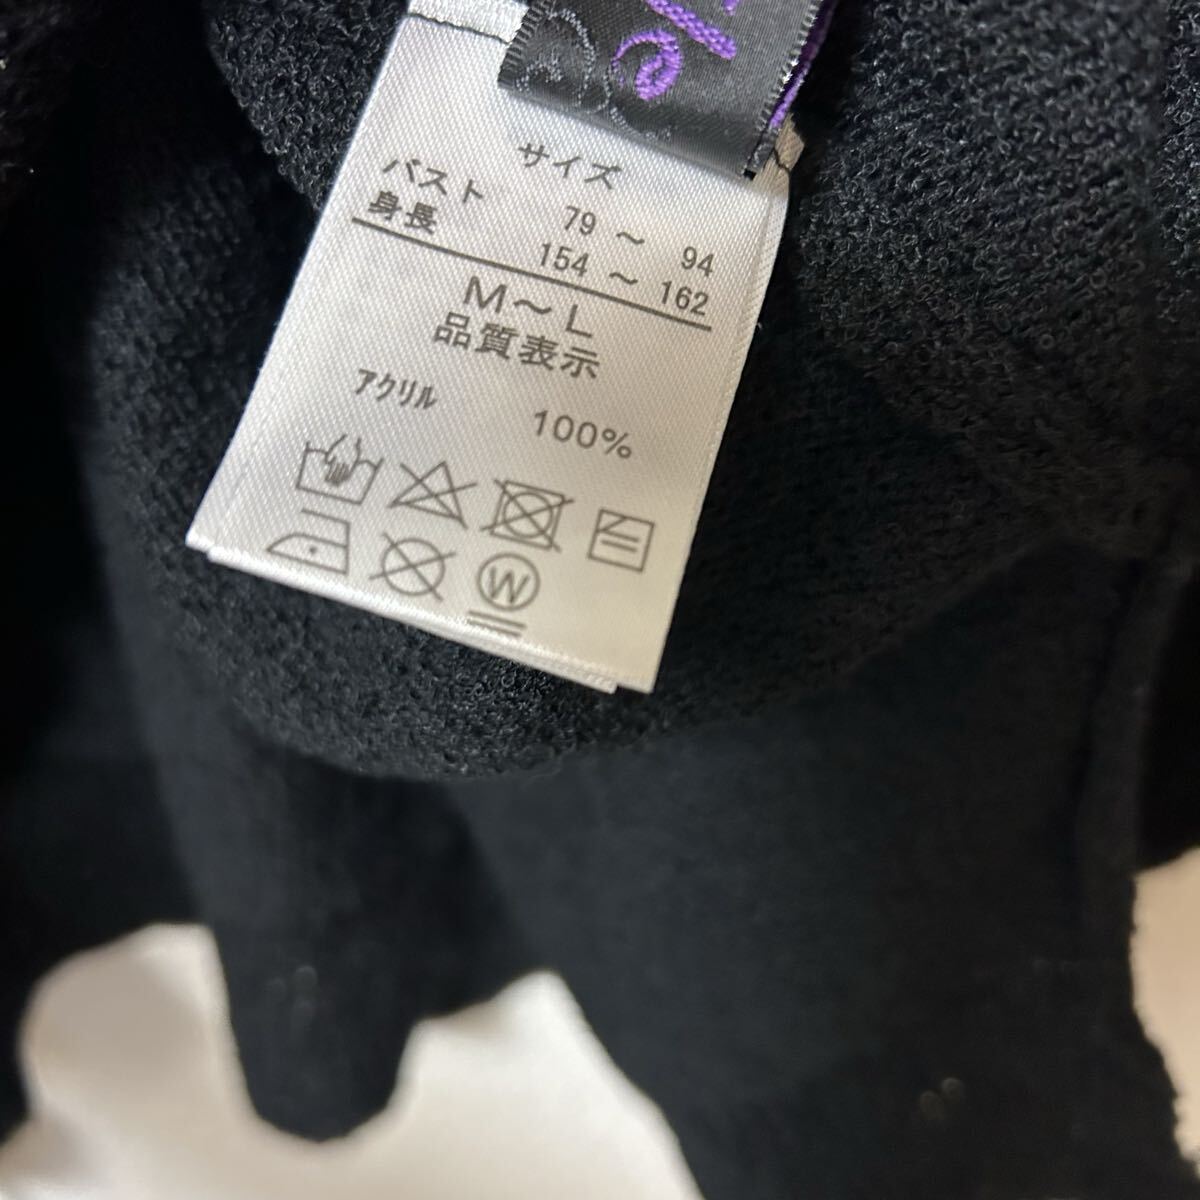 サイズ
バスト 79 ～ 94
身長 154 ～ 162
M～L
品質表示
アクリル 100%
W